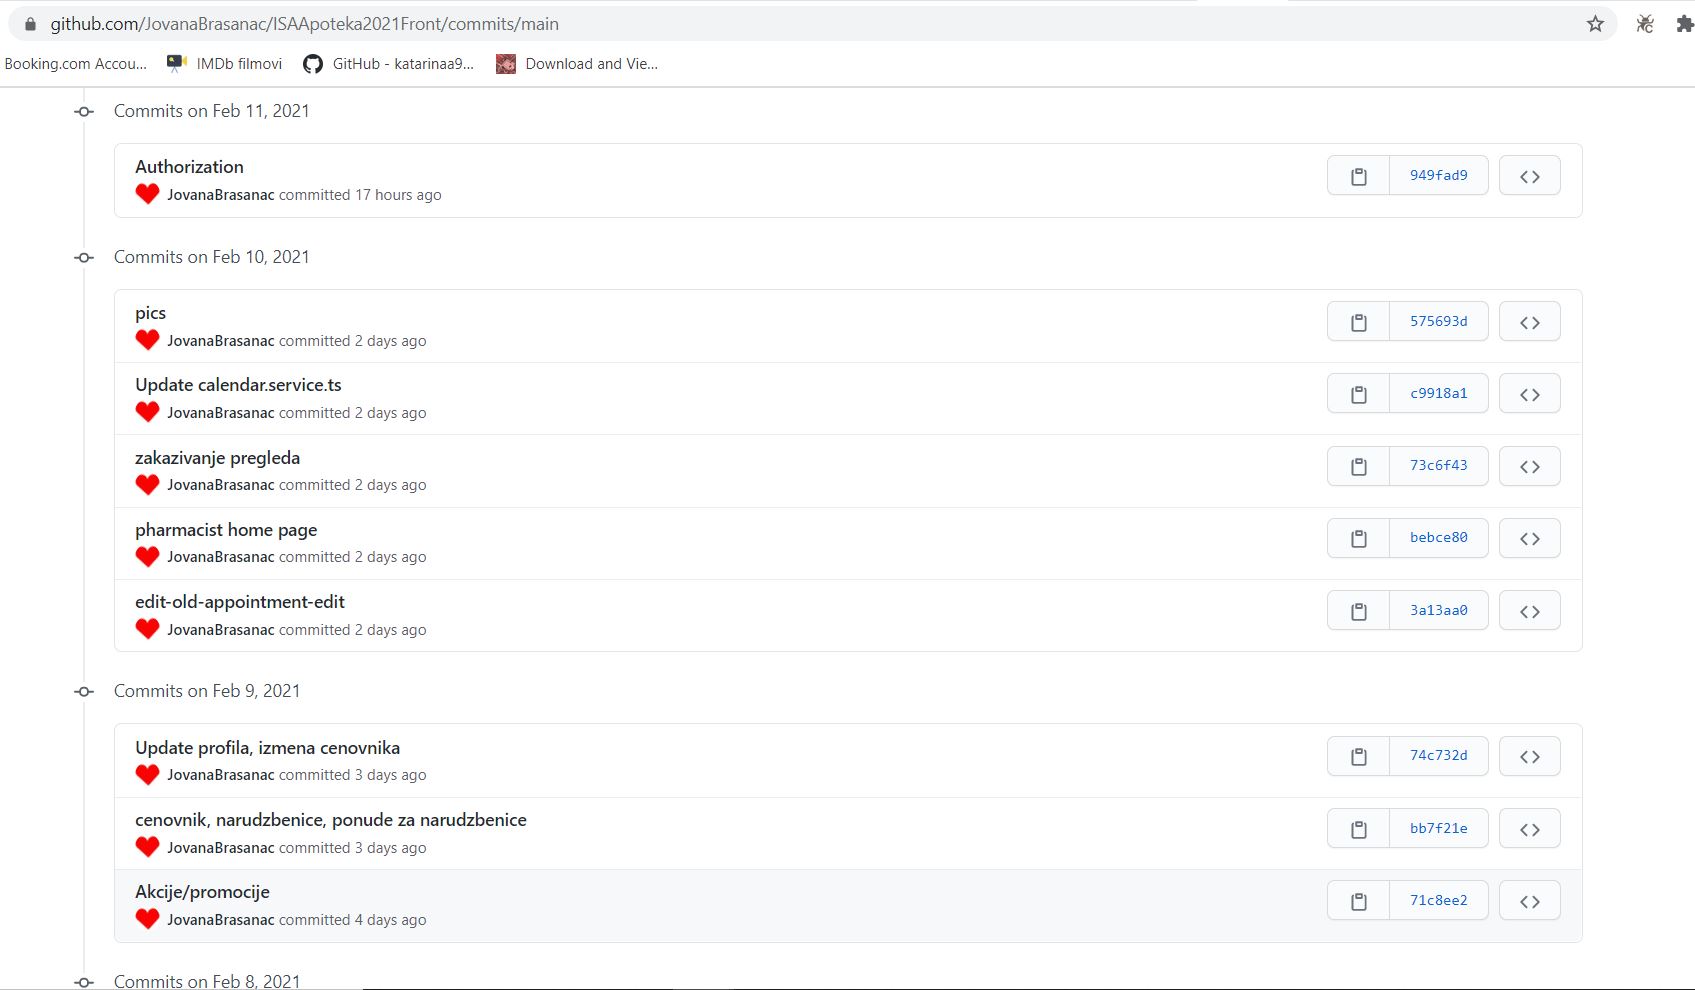 github.com/JovanaBrasanac/ISAApoteka2021Front/commits/main
Booking.com Accou... IMDb filmovi GitHub - katarinaa9... Download and Vie...
Commits on Feb 11, 2021
Authorization
949fad9
JovanaBrasanac committed 17 hours ago
Commits on Feb 10, 2021
pics
575693d
JovanaBrasanac committed 2 days ago
Update calendar.service.ts
c9918a1
JovanaBrasanac committed 2 days ago
zakazivanje pregleda
73c6f43
JovanaBrasanac committed 2 days ago
pharmacist home page
bebce80
JovanaBrasanac committed 2 days ago
edit-old-appointment-edit
3a13aa0
JovanaBrasanac committed 2 days ago
Commits on Feb 9, 2021
Update profila, izmena cenovnika
74c732d
JovanaBrasanac committed 3 days ago
cenovnik, narudzbenice, ponude za narudzbenice
bb7f21e
JovanaBrasanac committed 3 days ago
Akcije/promocije
71c8ee2
JovanaBrasanac committed 4 days ago
Commits on Feb 8, 2021